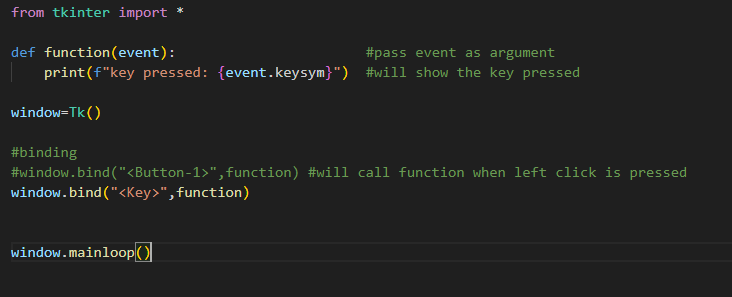 from tkinter import *
def function(event):                        #pass event as argument
    print(f"key pressed: {event.keysym}")  #will show the key pressed
window=Tk()
#binding
#window.bind("<Button-1>",function) #will call function when left click is pressed
window.bind("<Key>",function)
window.mainloop()